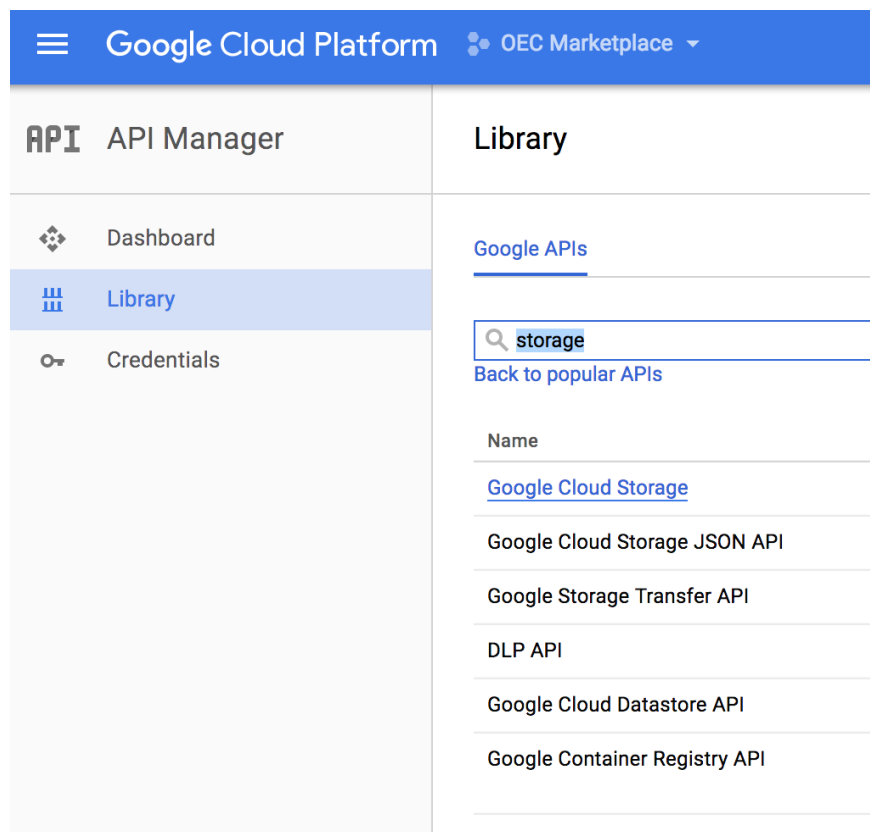 Google Cloud Platform OEC Marketplace
API API Manager
Library
Dashboard
Library
Credentials
Google APIs
storage
Back to popular APIs
Name
Google Cloud Storage
Google Cloud Storage JSON API
Google Storage Transfer API
DLP API
Google Cloud Datastore API
Google Container Registry API